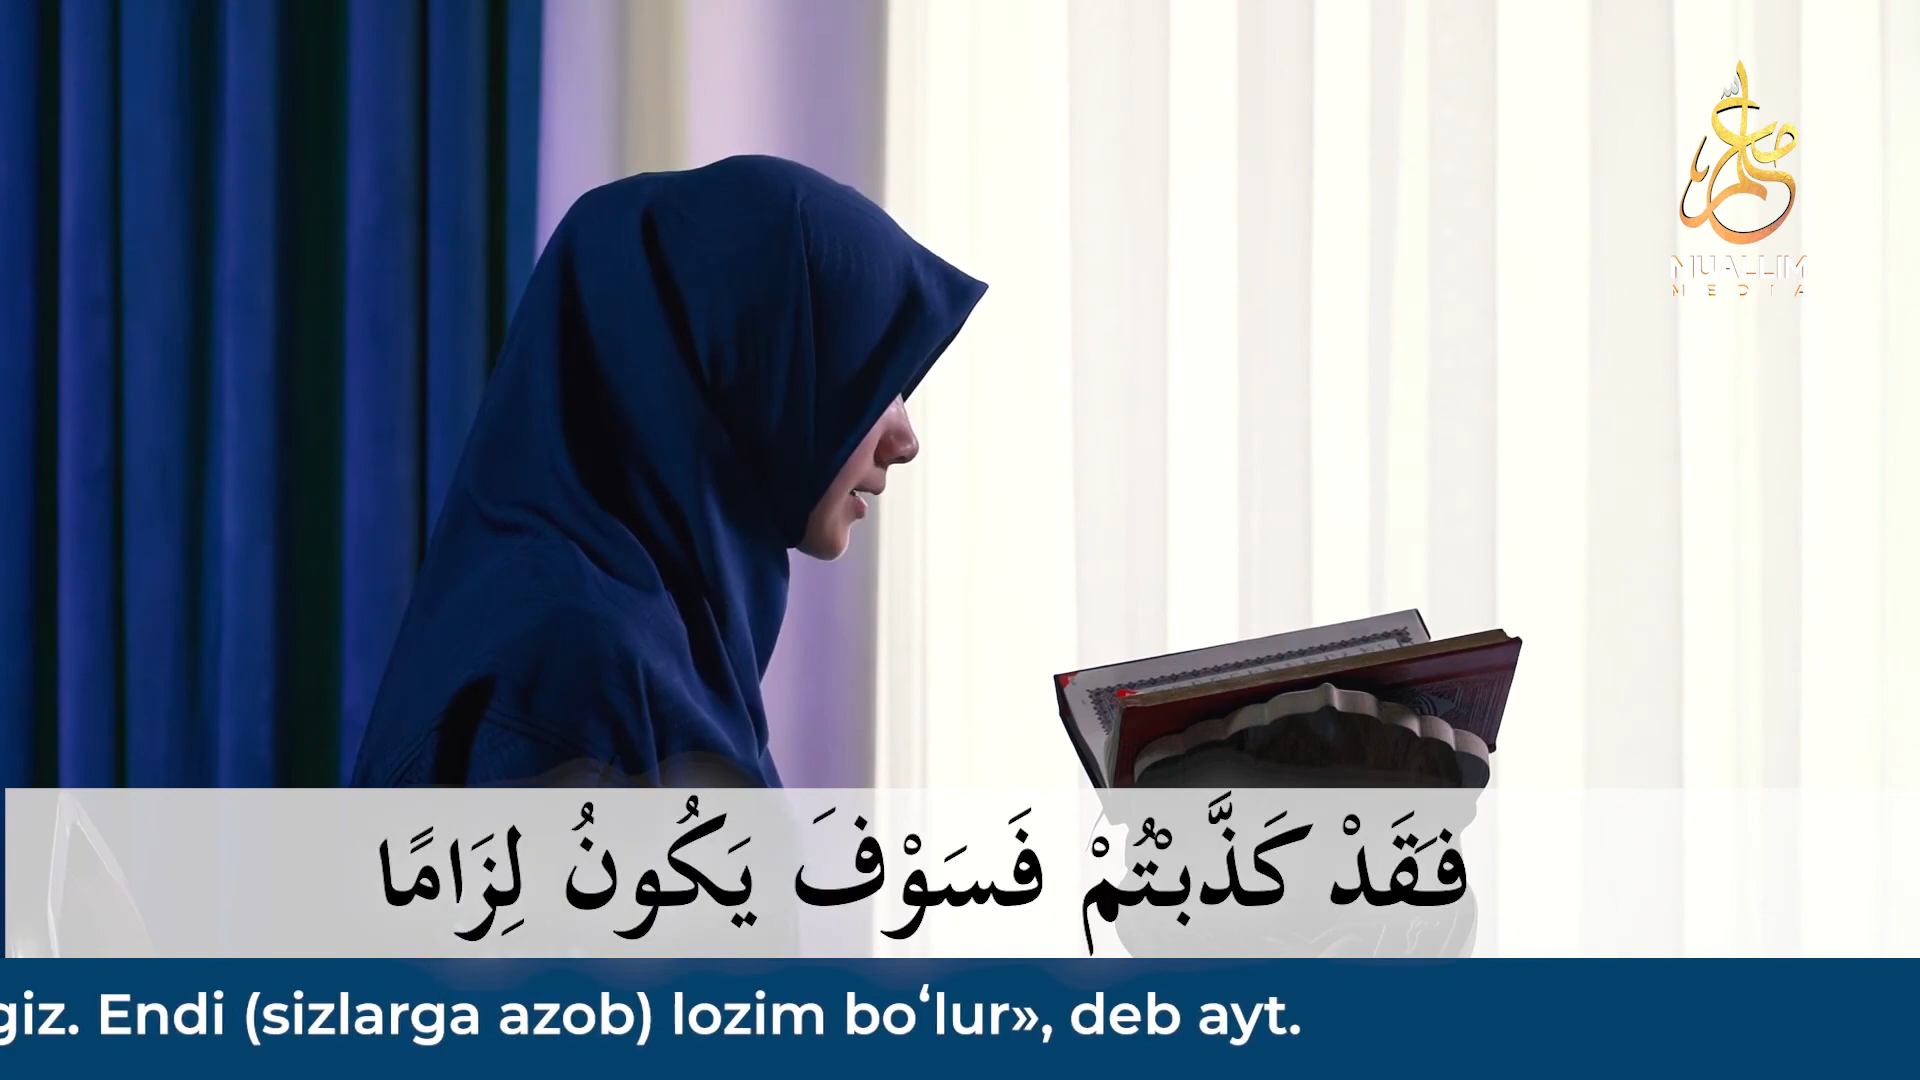 MUALLIM
MEDIA
فَقَدْ كَذَّبْتُمْ فَسَوْفَ يَكُونُ لِزَامًا
giz. Endi (sizlarga azob) lozim boʻlur», deb ayt.